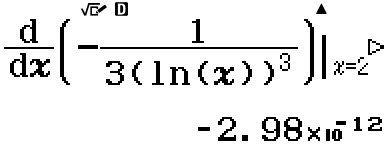 √▱ D
d/dx(-1/(3(ln(x))³))|x=2
-2.98×10⁻¹²